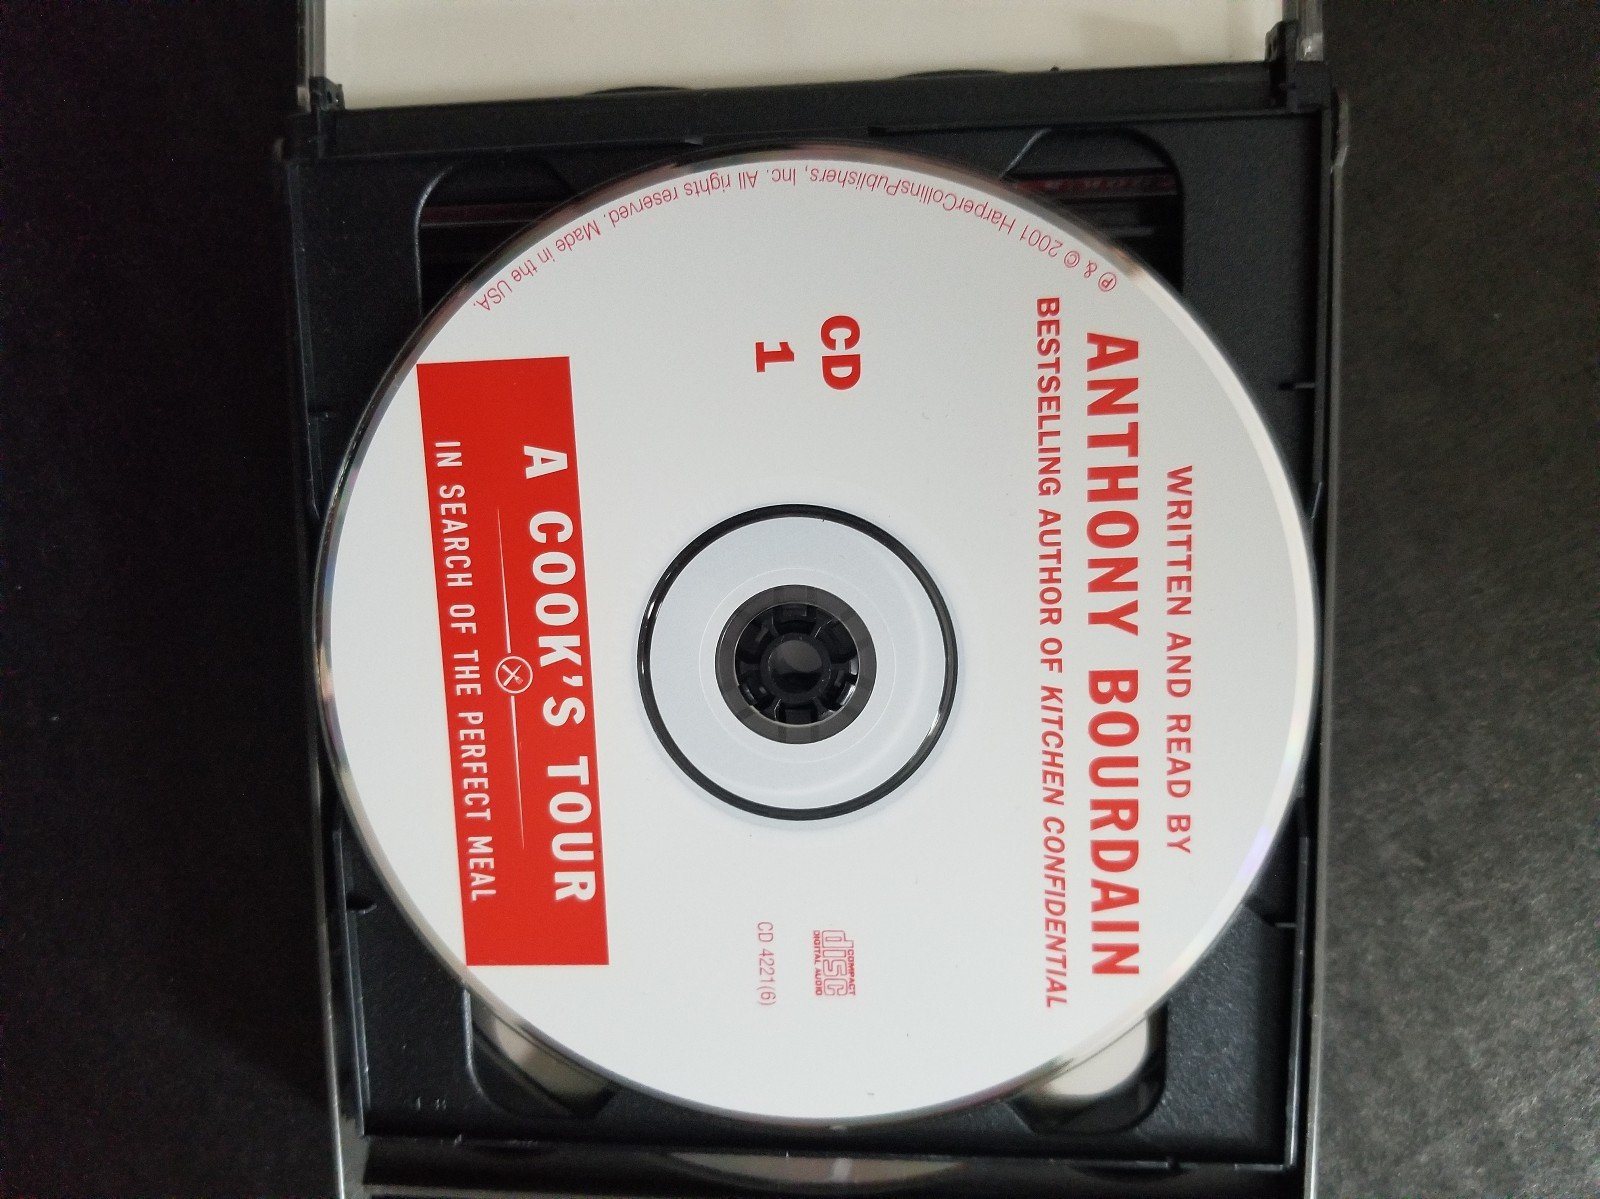 WRITTEN AND READ BY
ANTHONY BOURDAIN
BESTSELLING AUTHOR OF KITCHEN CONFIDENTIAL
CD
1
COMPACT
disc
DIGITAL AUDIO
CD 4221(6)
A COOK'S TOUR
IN SEARCH OF THE PERFECT MEAL
℗ & © 2001 HarperCollinsPublishers, Inc. All rights reserved. Made in the USA.